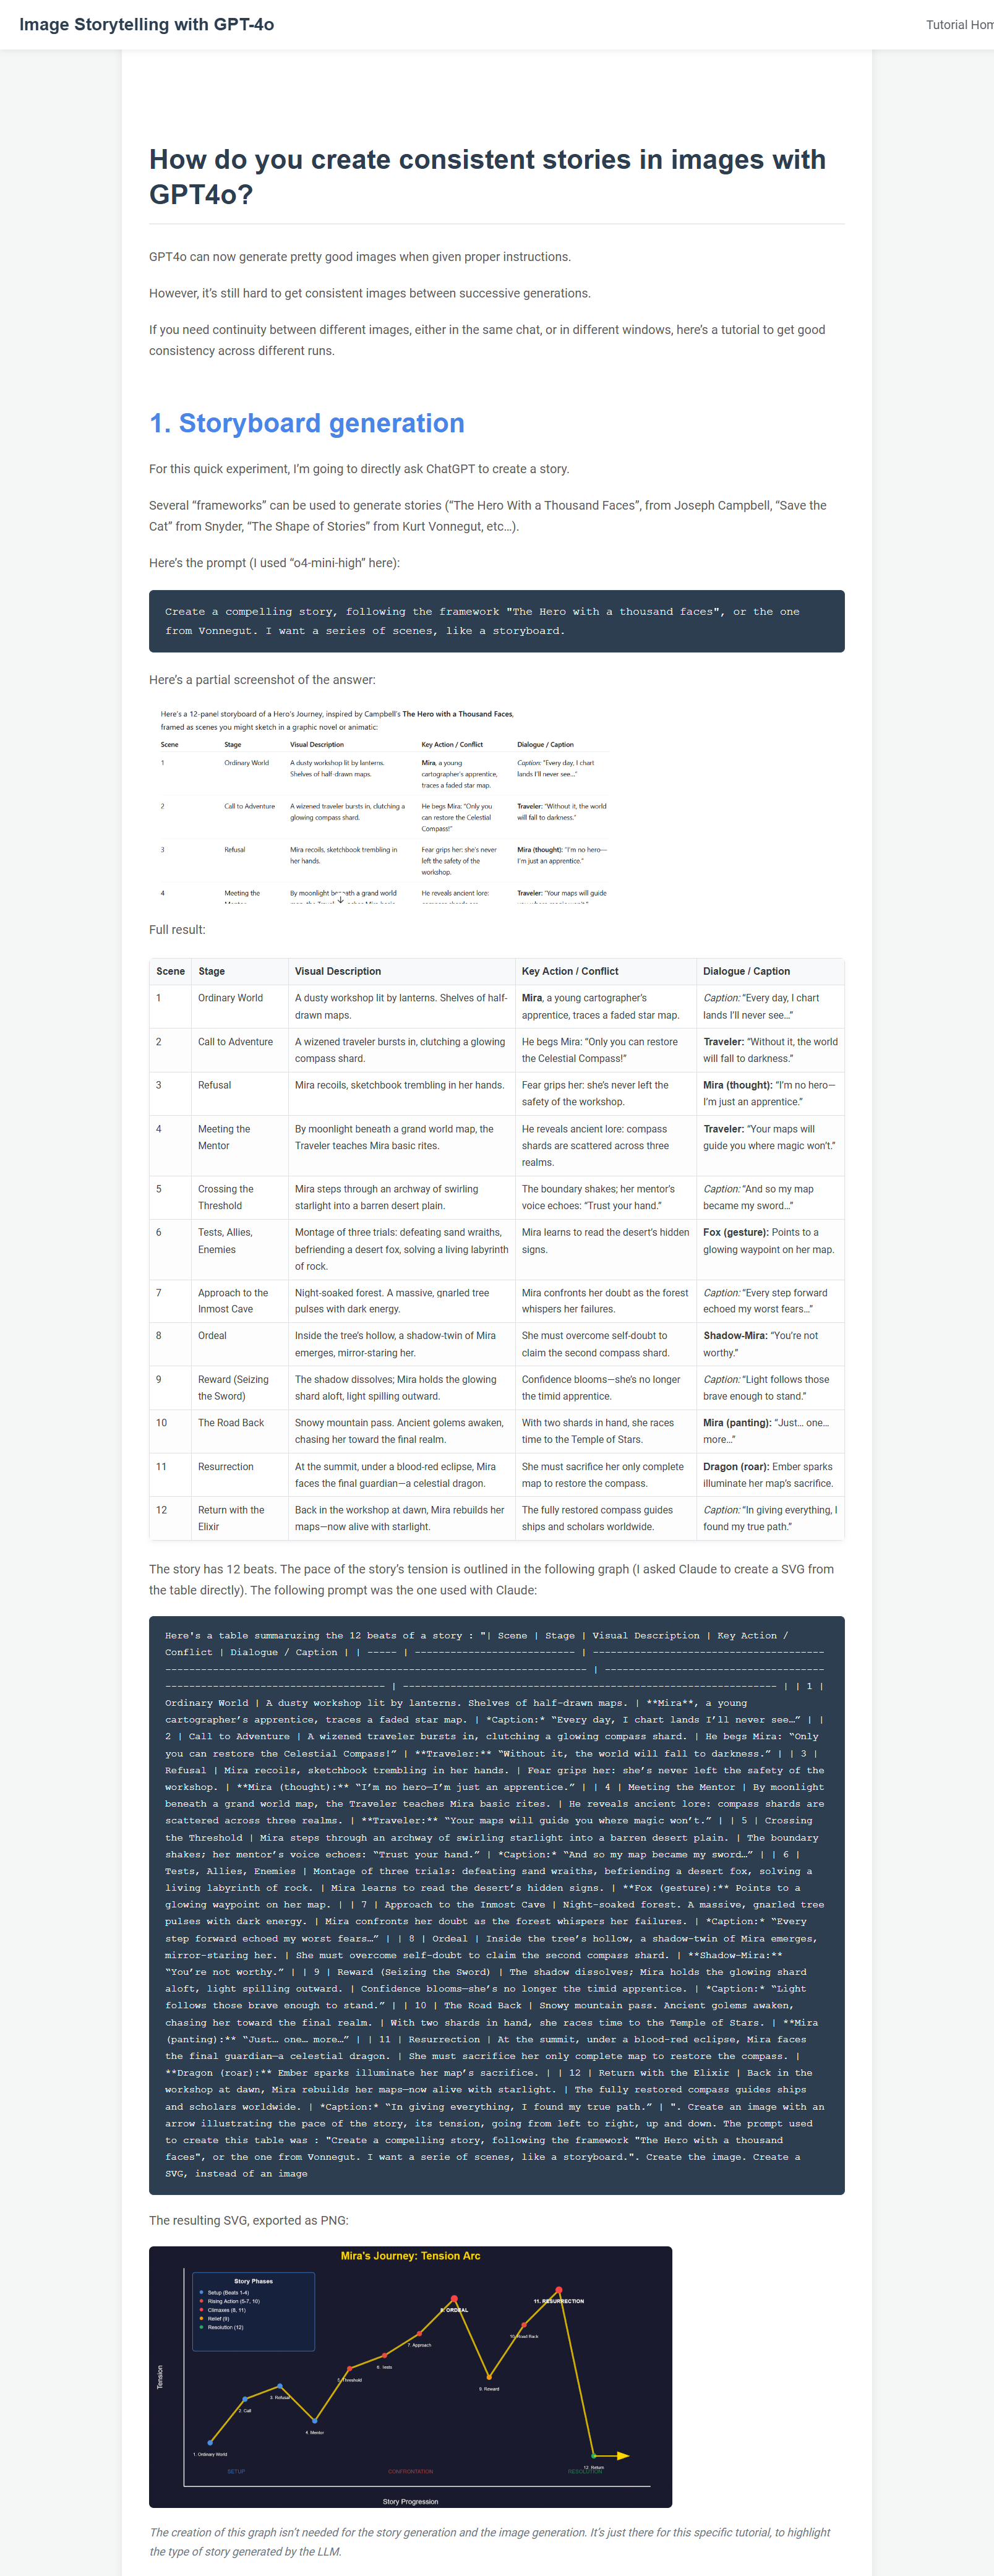 Image Storytelling with GPT-4o
Tutorial Hom
How do you create consistent stories in images with
GPT4o?
GPT4o can now generate pretty good images when given proper instructions.
However, it’s still hard to get consistent images between successive generations.
If you need continuity between different images, either in the same chat, or in different windows, here’s a tutorial to get good
consistency across different runs.
1. Storyboard generation
For this quick experiment, I’m going to directly ask ChatGPT to create a story.
Several “frameworks” can be used to generate stories (“The Hero With a Thousand Faces”, from Joseph Campbell, “Save the
Cat” from Snyder, “The Shape of Stories” from Kurt Vonnegut, etc…).
Here’s the prompt (I used “o4-mini-high” here):
Create a compelling story, following the framework "The Hero with a thousand faces", or the one
from Vonnegut. I want a series of scenes, like a storyboard.
Here’s a partial screenshot of the answer:
Here’s a 12-panel storyboard of a Hero’s Journey, inspired by Campbell’s The Hero with a Thousand Faces,
framed as scenes you might sketch in a graphic novel or animatic:
Scene Stage Visual Description Key Action / Conflict Dialogue / Caption
1 Ordinary World A dusty workshop lit by lanterns. Mira, a young Caption: “Every day, I chart
Shelves of half-drawn maps. cartographer’s apprentice, lands I’ll never see…”
traces a faded star map.
2 Call to Adventure A wizened traveler bursts in, clutching a He begs Mira: “Only you Traveler: “Without it, the world
glowing compass shard. can restore the Celestial will fall to darkness.”
Compass!”
3 Refusal Mira recoils, sketchbook trembling in Fear grips her: she’s never Mira (thought): “I’m no hero—
her hands. left the safety of the I’m just an apprentice.”
workshop.
4 Meeting the By moonlight beneath a grand world He reveals ancient lore: Traveler: “Your maps will guide
Full result:
Scene Stage Visual Description Key Action / Conflict Dialogue / Caption
1 Ordinary World A dusty workshop lit by lanterns. Shelves of half- Mira, a young cartographer’s Caption: “Every day, I chart
drawn maps. apprentice, traces a faded star map. lands I’ll never see…”
2 Call to Adventure A wizened traveler bursts in, clutching a glowing He begs Mira: “Only you can restore Traveler: “Without it, the world
compass shard. the Celestial Compass!” will fall to darkness.”
3 Refusal Mira recoils, sketchbook trembling in her hands. Fear grips her: she’s never left the Mira (thought): “I’m no hero—
safety of the workshop. I’m just an apprentice.”
4 Meeting the By moonlight beneath a grand world map, the He reveals ancient lore: compass Traveler: “Your maps will
Mentor Traveler teaches Mira basic rites. shards are scattered across three guide you where magic won’t.”
realms.
5 Crossing the Mira steps through an archway of swirling The boundary shakes; her mentor’s Caption: “And so my map
Threshold starlight into a barren desert plain. voice echoes: “Trust your hand.” became my sword…”
6 Tests, Allies, Montage of three trials: defeating sand wraiths, Mira learns to read the desert’s hidden Fox (gesture): Points to a
Enemies befriending a desert fox, solving a living labyrinth signs. glowing waypoint on her map.
of rock.
7 Approach to the Night-soaked forest. A massive, gnarled tree Mira confronts her doubt as the forest Caption: “Every step forward
Inmost Cave pulses with dark energy. whispers her failures. echoed my worst fears…”
8 Ordeal Inside the tree’s hollow, a shadow-twin of Mira She must overcome self-doubt to Shadow-Mira: “You’re not
emerges, mirror-staring her. claim the second compass shard. worthy.”
9 Reward (Seizing The shadow dissolves; Mira holds the glowing Confidence blooms—she’s no longer Caption: “Light follows those
the Sword) shard aloft, light spilling outward. the timid apprentice. brave enough to stand.”
10 The Road Back Snowy mountain pass. Ancient golems awaken, With two shards in hand, she races Mira (panting): “Just… one…
chasing her toward the final realm. time to the Temple of Stars. more…”
11 Resurrection At the summit, under a blood-red eclipse, Mira She must sacrifice her only complete Dragon (roar): Ember sparks
faces the final guardian—a celestial dragon. map to restore the compass. illuminate her map’s sacrifice.
12 Return with the Back in the workshop at dawn, Mira rebuilds her The fully restored compass guides Caption: “In giving everything, I
Elixir maps—now alive with starlight. ships and scholars worldwide. found my true path.”
The story has 12 beats. The pace of the story’s tension is outlined in the following graph (I asked Claude to create a SVG from
the table directly). The following prompt was the one used with Claude:
Here's a table summaruzing the 12 beats of a story : "| Scene | Stage | Visual Description | Key Action /
Conflict | Dialogue / Caption | | ----- | --------------------------- | ---------------------------------------
----------------------------------------------------------------------- | -------------------------------------
------------------------------------- | --------------------------------------------------------------- | | 1 |
Ordinary World | A dusty workshop lit by lanterns. Shelves of half-drawn maps. | **Mira**, a young
cartographer’s apprentice, traces a faded star map. | *Caption:* “Every day, I chart lands I’ll never see…” | |
2 | Call to Adventure | A wizened traveler bursts in, clutching a glowing compass shard. | He begs Mira: “Only
you can restore the Celestial Compass!” | **Traveler:** “Without it, the world will fall to darkness.” | | 3 |
Refusal | Mira recoils, sketchbook trembling in her hands. | Fear grips her: she’s never left the safety of the
workshop. | **Mira (thought):** “I’m no hero—I’m just an apprentice.” | | 4 | Meeting the Mentor | By moonlight
beneath a grand world map, the Traveler teaches Mira basic rites. | He reveals ancient lore: compass shards are
scattered across three realms. | **Traveler:** “Your maps will guide you where magic won’t.” | | 5 | Crossing
the Threshold | Mira steps through an archway of swirling starlight into a barren desert plain. | The boundary
shakes; her mentor’s voice echoes: “Trust your hand.” | *Caption:* “And so my map became my sword…” | | 6 |
Tests, Allies, Enemies | Montage of three trials: defeating sand wraiths, befriending a desert fox, solving a
living labyrinth of rock. | Mira learns to read the desert’s hidden signs. | **Fox (gesture):** Points to a
glowing waypoint on her map. | | 7 | Approach to the Inmost Cave | Night-soaked forest. A massive, gnarled tree
pulses with dark energy. | Mira confronts her doubt as the forest whispers her failures. | *Caption:* “Every
step forward echoed my worst fears…” | | 8 | Ordeal | Inside the tree’s hollow, a shadow-twin of Mira emerges,
mirror-staring her. | She must overcome self-doubt to claim the second compass shard. | **Shadow-Mira:**
“You’re not worthy.” | | 9 | Reward (Seizing the Sword) | The shadow dissolves; Mira holds the glowing shard
aloft, light spilling outward. | Confidence blooms—she’s no longer the timid apprentice. | *Caption:* “Light
follows those brave enough to stand.” | | 10 | The Road Back | Snowy mountain pass. Ancient golems awaken,
chasing her toward the final realm. | With two shards in hand, she races time to the Temple of Stars. | **Mira
(panting):** “Just… one… more…” | | 11 | Resurrection | At the summit, under a blood-red eclipse, Mira faces
the final guardian—a celestial dragon. | She must sacrifice her only complete map to restore the compass. |
**Dragon (roar):** Ember sparks illuminate her map’s sacrifice. | | 12 | Return with the Elixir | Back in the
workshop at dawn, Mira rebuilds her maps—now alive with starlight. | The fully restored compass guides ships
and scholars worldwide. | *Caption:* “In giving everything, I found my true path.” | ". Create an image with an
arrow illustrating the pace of the story, its tension, going from left to right, up and down. The prompt used
to create this table was : "Create a compelling story, following the framework "The Hero with a thousand
faces", or the one from Vonnegut. I want a serie of scenes, like a storyboard.". Create the image. Create a
SVG, instead of an image
The resulting SVG, exported as PNG:
Mira's Journey: Tension Arc
Story Phases
Setup (Beats 1-4)
Rising Action (5-7, 10)
Climaxes (8, 11)
Relief (9)
Resolution (12)
Tension
1. Ordinary World
2. Call
3. Refusal
4. Mentor
5. Threshold
6. Tests
7. Approach
8. ORDEAL
9. Reward
10. Road Back
11. RESURRECTION
12. Return
SETUP
CONFRONTATION
RESOLUTION
Story Progression
The creation of this graph isn’t needed for the story generation and the image generation. It’s just there for this specific tutorial, to highlight
the type of story generated by the LLM.